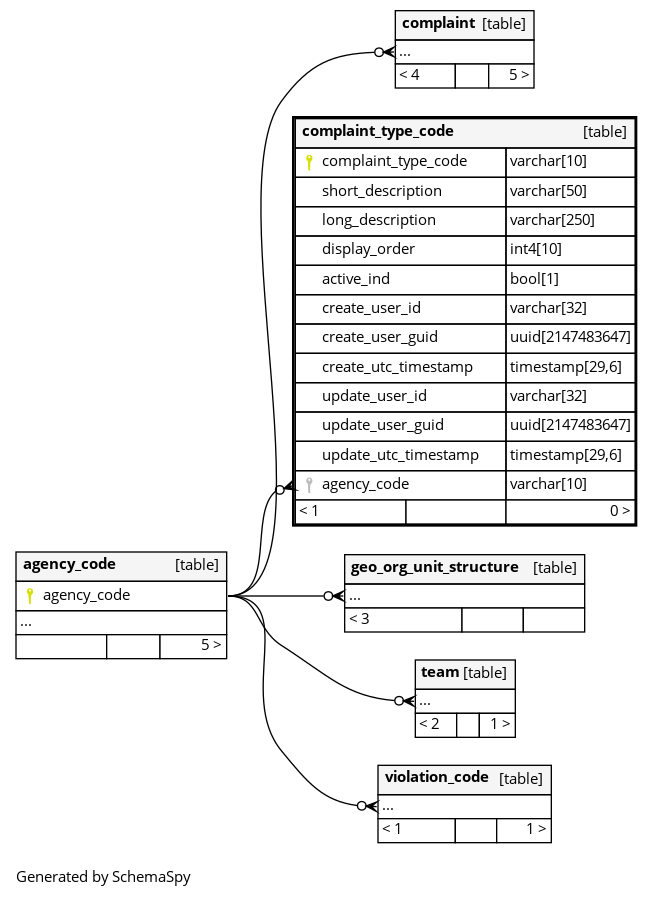 complaint [table]
...
< 4 5 >
complaint_type_code [table]
complaint_type_code varchar[10]
short_description varchar[50]
long_description varchar[250]
display_order int4[10]
active_ind bool[1]
create_user_id varchar[32]
create_user_guid uuid[2147483647]
create_utc_timestamp timestamp[29,6]
update_user_id varchar[32]
update_user_guid uuid[2147483647]
update_utc_timestamp timestamp[29,6]
agency_code varchar[10]
< 1 0 >
agency_code [table]
agency_code
...
5 >
geo_org_unit_structure [table]
...
< 3
team [table]
...
< 2 1 >
violation_code [table]
...
< 1 1 >
Generated by SchemaSpy